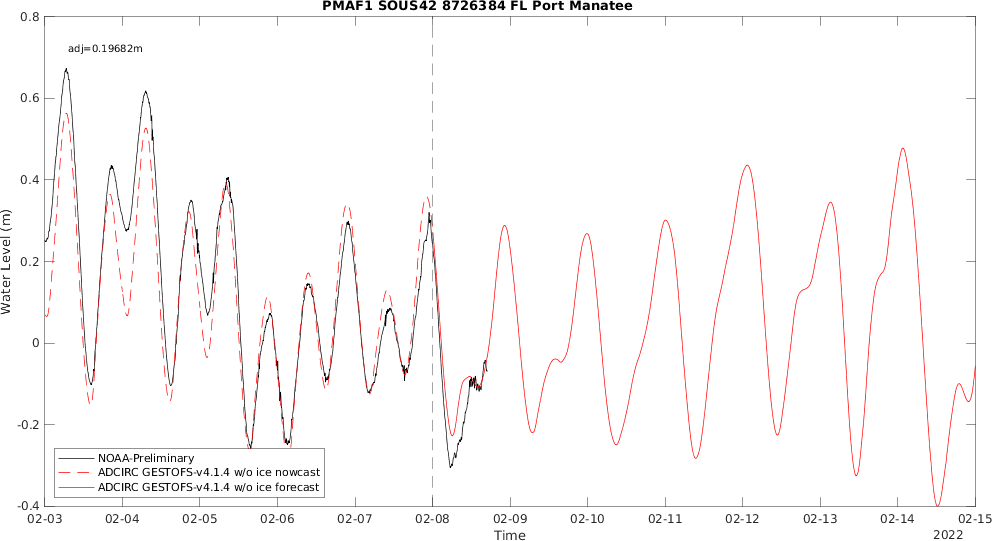 PMAF1 SOUS42 8726384 FL Port Manatee
adj=0.19682m
0.8
0.6
0.4
0.2
0
-0.2
-0.4
Water Level (m)
NOAA-Preliminary
ADCIRC GESTOFS-v4.1.4 w/o ice nowcast
ADCIRC GESTOFS-v4.1.4 w/o ice forecast
02-03 02-04 02-05 02-06 02-07 02-08 02-09 02-10 02-11 02-12 02-13 02-14 02-15
Time
2022